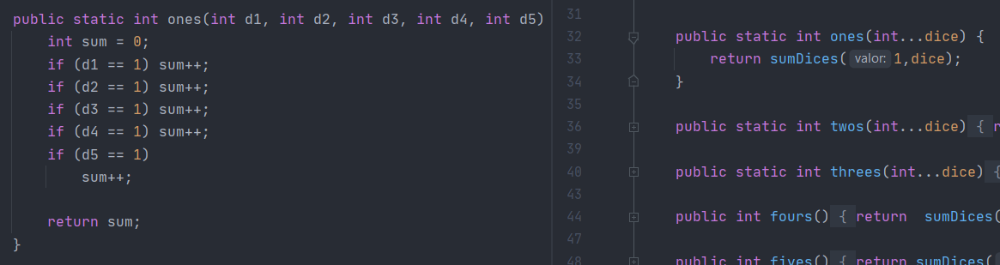 public static int ones(int d1, int d2, int d3, int d4, int d5)
int sum = 0;
if (d1 == 1) sum++;
if (d2 == 1) sum++;
if (d3 == 1) sum++;
if (d4 == 1) sum++;
if (d5 == 1)
sum++;
return sum;
}
31
32 public static int ones(int...dice) {
33 return sumDices( valor: 1,dice);
34 }
35
36 public static int twos(int...dice) { r
39
40 public static int threes(int...dice) {
43
44 public int fours() { return sumDices(
47
48 public int fives() { return sumDices(